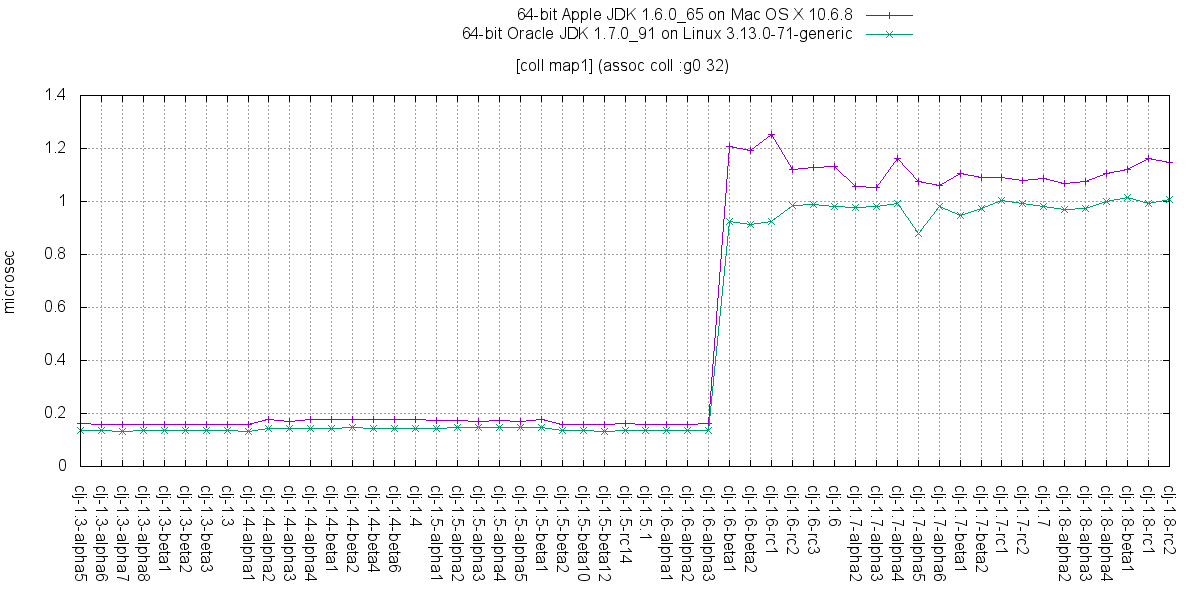 64-bit Apple JDK 1.6.0_65 on Mac OS X 10.6.8
64-bit Oracle JDK 1.7.0_91 on Linux 3.13.0-71-generic
[coll map1] (assoc coll :g0 32)
microsec
1.4
1.2
1
0.8
0.6
0.4
0.2
0
clj-1.3-alpha5
clj-1.3-alpha6
clj-1.3-alpha7
clj-1.3-alpha8
clj-1.3-beta1
clj-1.3-beta2
clj-1.3-beta3
clj-1.3
clj-1.4-alpha1
clj-1.4-alpha2
clj-1.4-alpha3
clj-1.4-alpha4
clj-1.4-beta1
clj-1.4-beta2
clj-1.4-beta4
clj-1.4-beta6
clj-1.4
clj-1.5-alpha1
clj-1.5-alpha2
clj-1.5-alpha3
clj-1.5-alpha4
clj-1.5-alpha5
clj-1.5-beta1
clj-1.5-beta2
clj-1.5-beta10
clj-1.5-beta12
clj-1.5-rc14
clj-1.5.1
clj-1.6-alpha1
clj-1.6-alpha2
clj-1.6-alpha3
clj-1.6-beta1
clj-1.6-beta2
clj-1.6-rc1
clj-1.6-rc2
clj-1.6-rc3
clj-1.6
clj-1.7-alpha2
clj-1.7-alpha3
clj-1.7-alpha4
clj-1.7-alpha5
clj-1.7-alpha6
clj-1.7-beta1
clj-1.7-beta2
clj-1.7-rc1
clj-1.7-rc2
clj-1.7
clj-1.8-alpha2
clj-1.8-alpha3
clj-1.8-alpha4
clj-1.8-beta1
clj-1.8-rc1
clj-1.8-rc2